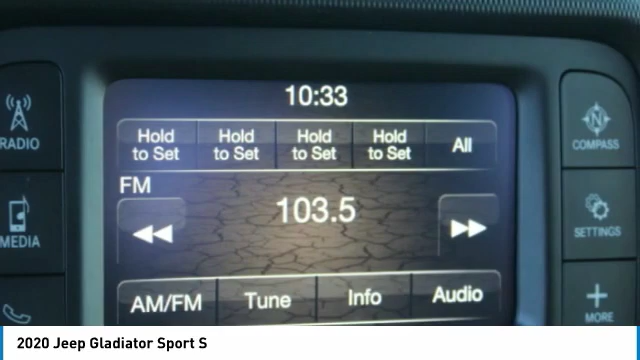 10:33
Hold to Set
Hold to Set
Hold to Set
Hold to Set
All
FM
103.5
AM/FM
Tune
Info
Audio
RADIO
MEDIA
N
COMPASS
SETTINGS
MORE
2020 Jeep Gladiator Sport S